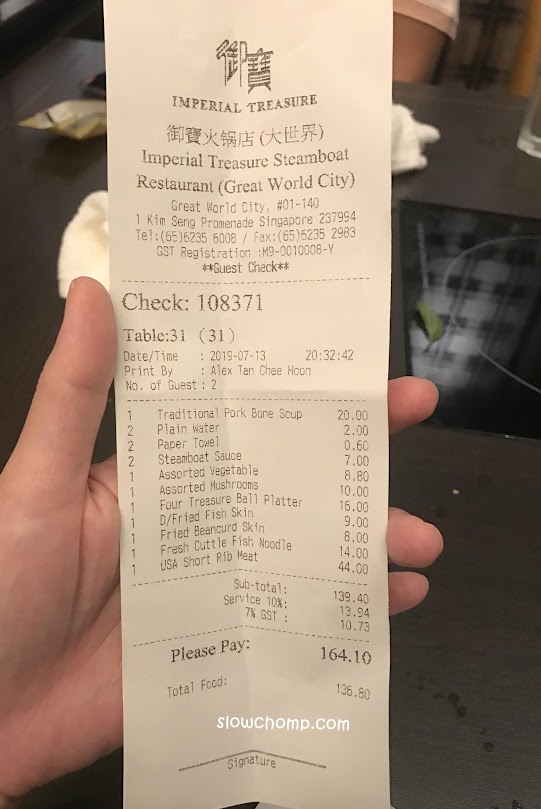 御寶
IMPERIAL TREASURE
御寶火锅店 (大世界)
Imperial Treasure Steamboat
Restaurant (Great World City)
Great World City, #01-140
1 Kim Seng Promenade Singapore 237994
Tel:(65)6235 6008 / Fax:(65)6235 2983
GST Registration :M9-0010008-Y
**Guest Check**
Check: 108371
Table:31 (31)
Date/Time : 2019-07-13 20:32:42
Print By : Alex Tan Chee Hoon
No. of Guest : 2
1 Traditional Pork Bone Soup 20.00
2 Plain Water 2.00
2 Paper Towel 0.60
2 Steamboat Sauce 7.00
1 Assorted Vegetable 8.80
1 Assorted Mushrooms 10.00
1 Four Treasure Ball Platter 16.00
1 D/Fried Fish Skin 9.00
1 Fried Beancurd Skin 8.00
1 Fresh Cuttle Fish Noodle 14.00
1 USA Short Rib Meat 44.00
Sub-total: 139.40
Service 10%: 13.94
7% GST : 10.73
Please Pay: 164.10
Total Food: 136.80
slowchomp.com
Signature